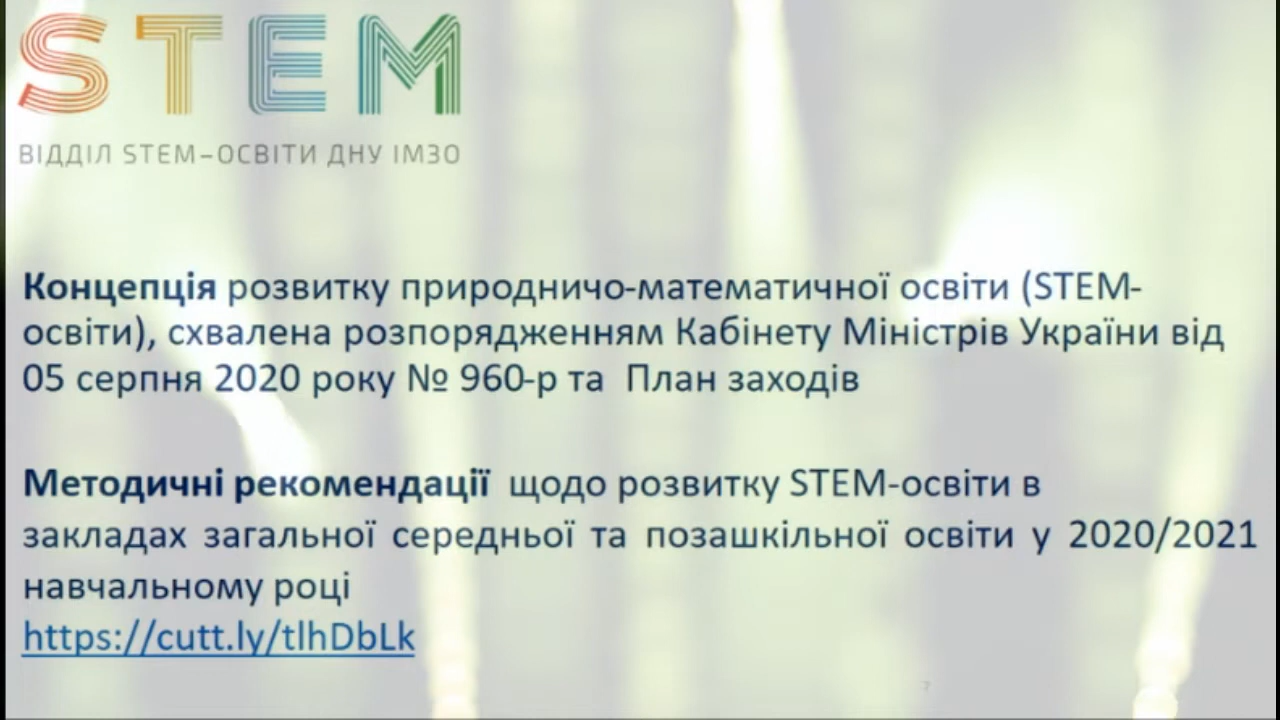 STEM
ВІДДІЛ STEM-ОСВІТИ ДНУ ІМЗО
Концепція розвитку природничо-математичної освіти (STEM-
освіти), схвалена розпорядженням Кабінету Міністрів України від
05 серпня 2020 року № 960-р та План заходів
Методичні рекомендації щодо розвитку STEM-освіти в
закладах загальної середньої та позашкільної освіти у 2020/2021
навчальному році
https://cutt.ly/tlhDbLk
7